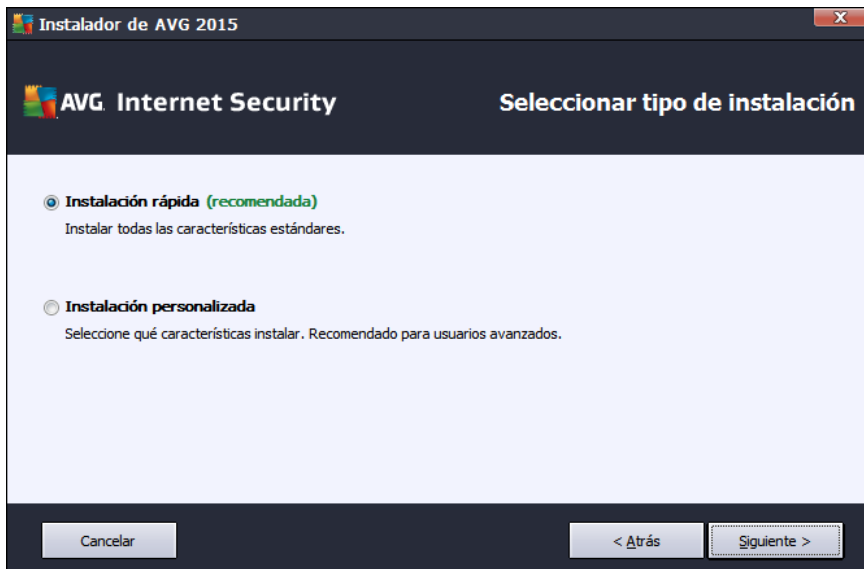 Instalador de AVG 2015
X
AVG. Internet Security
Seleccionar tipo de instalación
Instalación rápida (recomendada)
Instalar todas las características estándares.
Instalación personalizada
Seleccione qué características instalar. Recomendado para usuarios avanzados.
Cancelar
< Atrás
Siguiente >